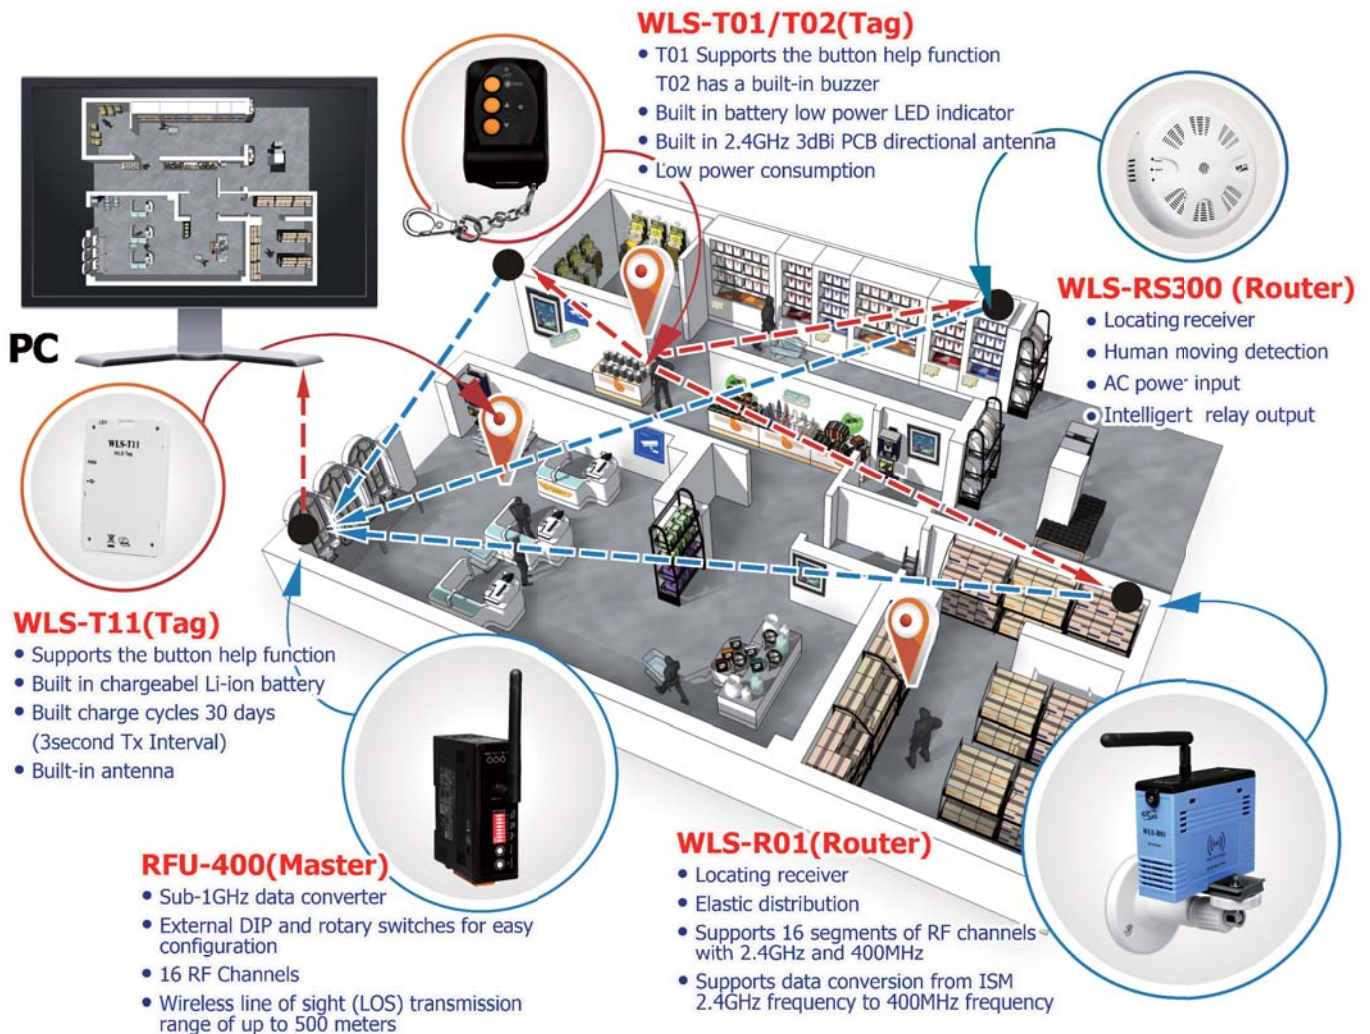 WLS-T01/T02(Tag)
• T01 Supports the button help function
T02 has a built-in buzzer
• Built in battery low power LED indicator
• Built in 2.4GHz 3dBi PCB directional antenna
• Low power consumption
WLS-RS300 (Router)
• Locating receiver
• Human moving detection
• AC power input
• Intelligert relay output
PC
LED
WLS-T11
WLS Tag
WLS-T11(Tag)
• Supports the button help function
• Built in chargeabel Li-ion battery
• Built charge cycles 30 days
(3second Tx Interval)
• Built-in antenna
RFU-400(Master)
• Sub-1GHz data converter
• External DIP and rotary switches for easy
configuration
• 16 RF Channels
• Wireless line of sight (LOS) transmission
range of up to 500 meters
WLS-R01(Router)
• Locating receiver
• Elastic distribution
• Supports 16 segments of RF channels
with 2.4GHz and 400MHz
• Supports data conversion from ISM
2.4GHz frequency to 400MHz frequency
WLS-R01